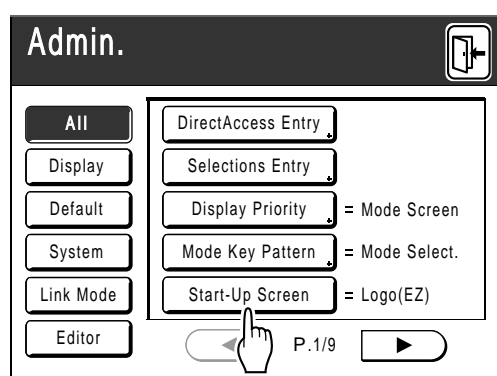 Admin.
All
DirectAccess Entry
Display
Selections Entry
Default
Display Priority = Mode Screen
System
Mode Key Pattern = Mode Select.
Link Mode
Start-Up Screen = Logo(EZ)
Editor
P.1/9